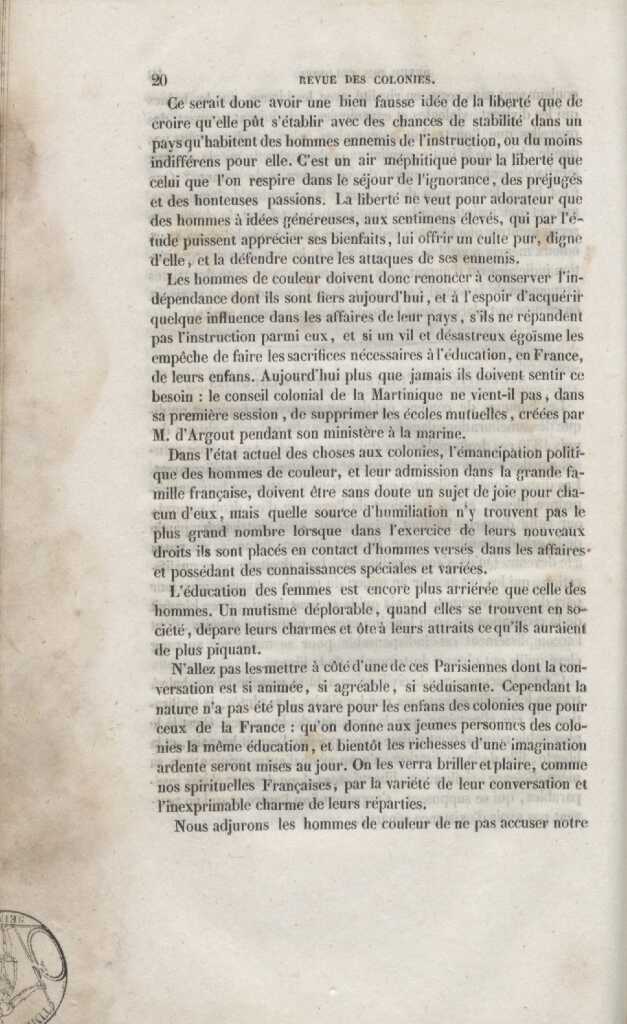 20 REVUE DES COLONIES.
Ce serait donc avoir une bien fausse idée de la liberté que de
croire qu'elle pût s'établir avec des chances de stabilité dans un
pays qu'habitent des hommes ennemis de l'instruction, ou du moins
indifférens pour elle. C'est un air méphitique pour la liberté que
celui que l'on respire dans le séjour de l'ignorance, des préjugés
et des honteuses passions. La liberté ne veut pour adorateur que
des hommes à idées généreuses, aux sentimens élevés, qui par l'é-
tude puissent apprécier ses bienfaits, lui offrir un culte pur, digne
d'elle, et la défendre contre les attaques de ses ennemis.
Les hommes de couleur doivent donc renoncer à conserver l'in-
dépendance dont ils sont fiers aujourd'hui, et à l'espoir d'acquérir
quelque influence dans les affaires de leur pays, s'ils ne répandent
pas l'instruction parmi eux, et si un vil et désastreux égoïsme les
empêche de faire les sacrifices nécessaires à l'éducation, en France,
de leurs enfans. Aujourd'hui plus que jamais ils doivent sentir ce
besoin : le conseil colonial de la Martinique ne vient-il pas, dans
sa première session, de supprimer les écoles mutuelles, créées par
M. d'Argout pendant son ministère à la marine.
Dans l'état actuel des choses aux colonies, l'émancipation politi-
que des hommes de couleur, et leur admission dans la grande fa-
mille française, doivent être sans doute un sujet de joie pour cha-
cun d'eux, mais quelle source d'humiliation n'y trouvent pas le
plus grand nombre lorsque dans l'exercice de leurs nouveaux
droits ils sont placés en contact d'hommes versés dans les affaires
et possédant des connaissances spéciales et variées.
L'éducation des femmes est encore plus arriérée que celle des
hommes. Un mutisme déplorable, quand elles se trouvent en so-
ciété, dépare leurs charmes et ôte à leurs attraits ce qu'ils auraient
de plus piquant.
N'allez pas les mettre à côté d'une de ces Parisiennes dont la con-
versation est si animée, si agréable, si séduisante. Cependant la
nature n'a pas été plus avare pour les enfans des colonies que pour
ceux de la France : qu'on donne aux jeunes personnes des colo-
nies la même éducation, et bientôt les richesses d'une imagination
ardente seront mises au jour. On les verra briller et plaire, comme
nos spirituelles Françaises, par la variété de leur conversation et
l'inexprimable charme de leurs réparties.
Nous adjurons les hommes de couleur de ne pas accuser notre